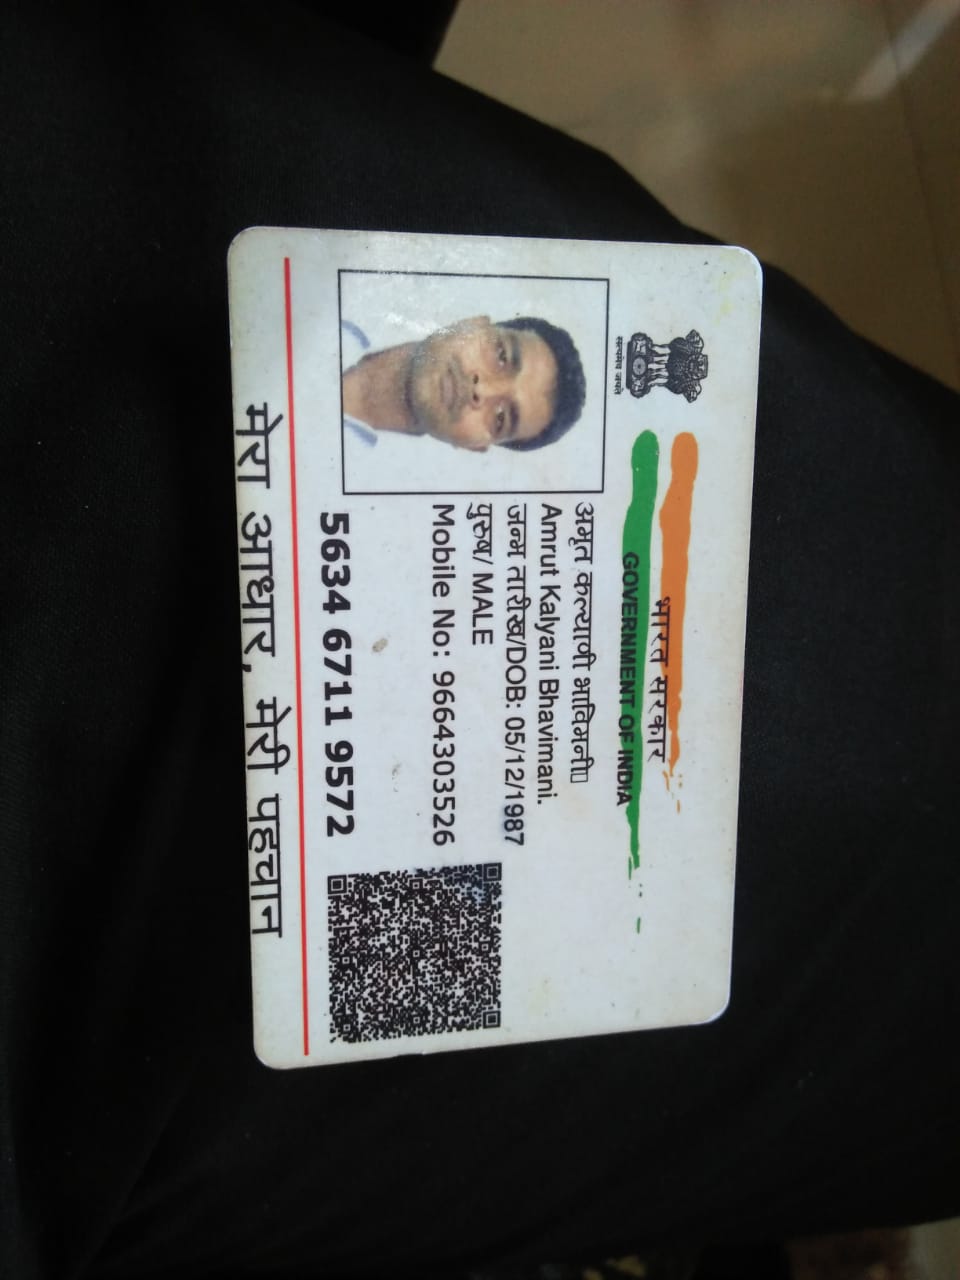 सत्यमेव जयते
भारत सरकार
GOVERNMENT OF INDIA
अमृत कल्याणी भाविमनी▯
Amrut Kalyani Bhavimani.
जन्म तारीख/DOB: 05/12/1987
पुरुष/ MALE
Mobile No: 9664303526
5634 6711 9572
मेरा आधार, मेरी पहचान